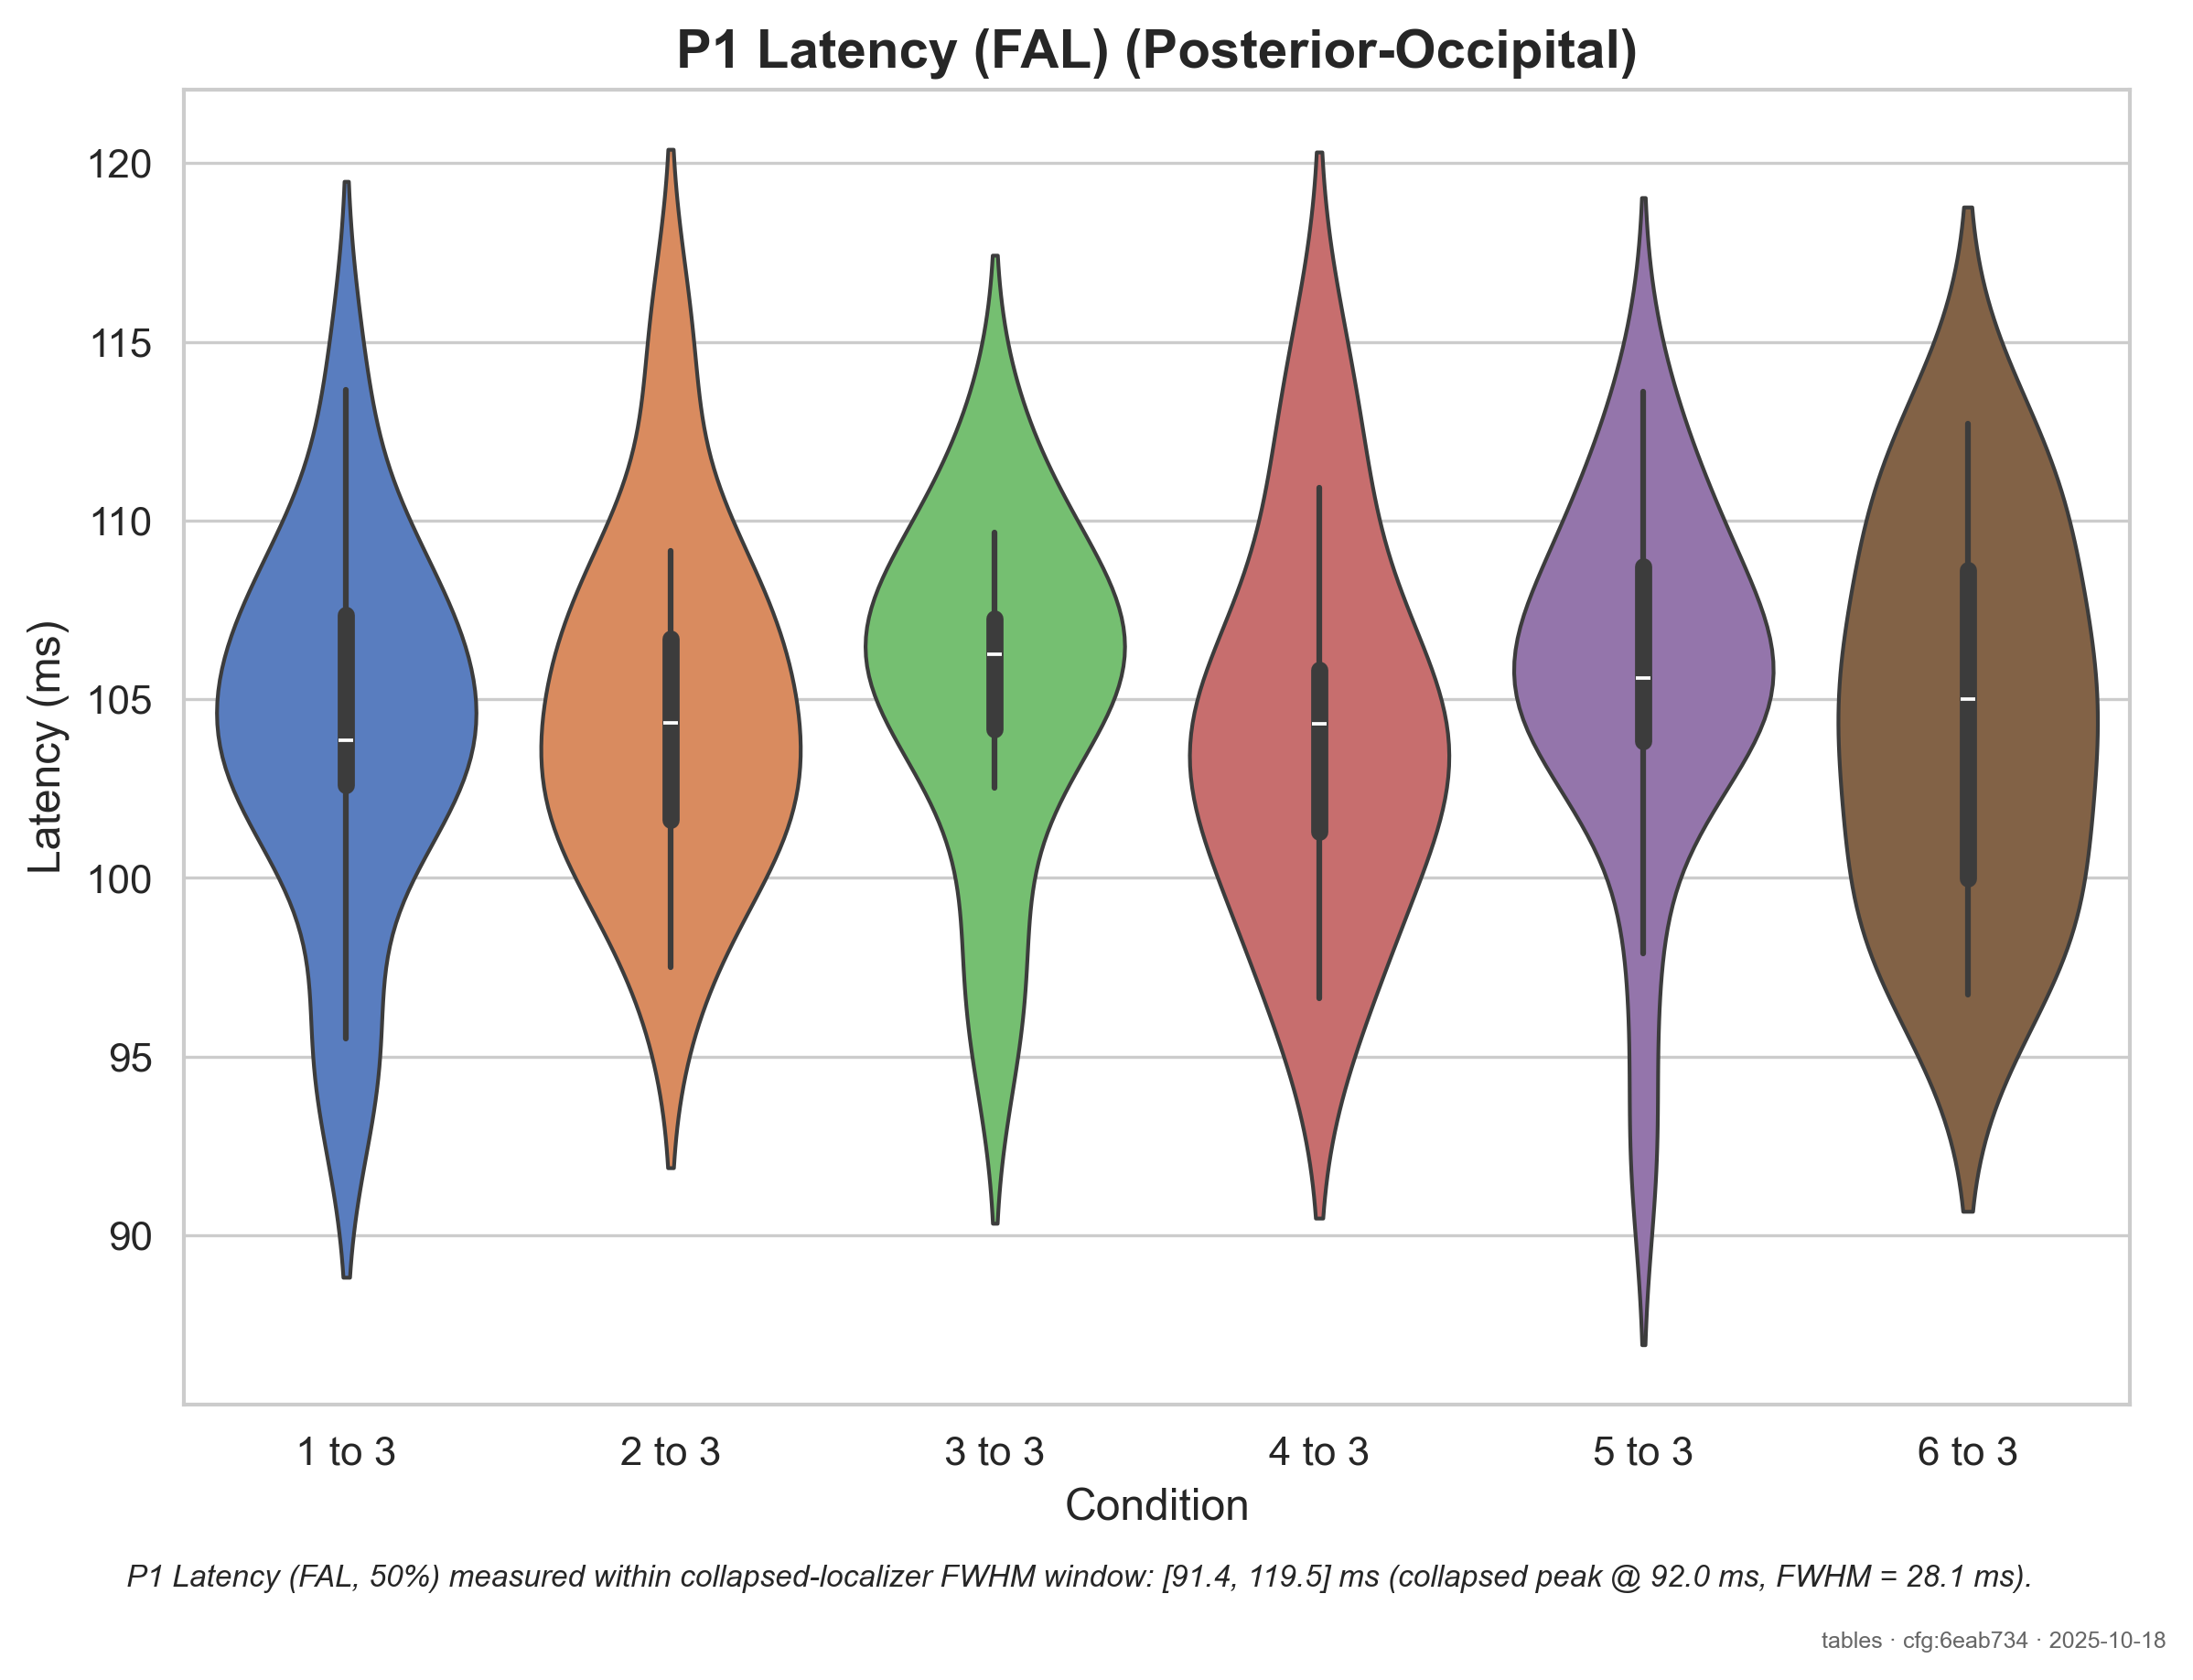 P1 Latency (FAL) (Posterior-Occipital)
120
115
110
105
100
95
90
Latency (ms)
1 to 3
2 to 3
3 to 3
4 to 3
5 to 3
6 to 3
Condition
P1 Latency (FAL, 50%) measured within collapsed-localizer FWHM window: [91.4, 119.5] ms (collapsed peak @ 92.0 ms, FWHM = 28.1 ms).
tables · cfg:6eab734 · 2025-10-18